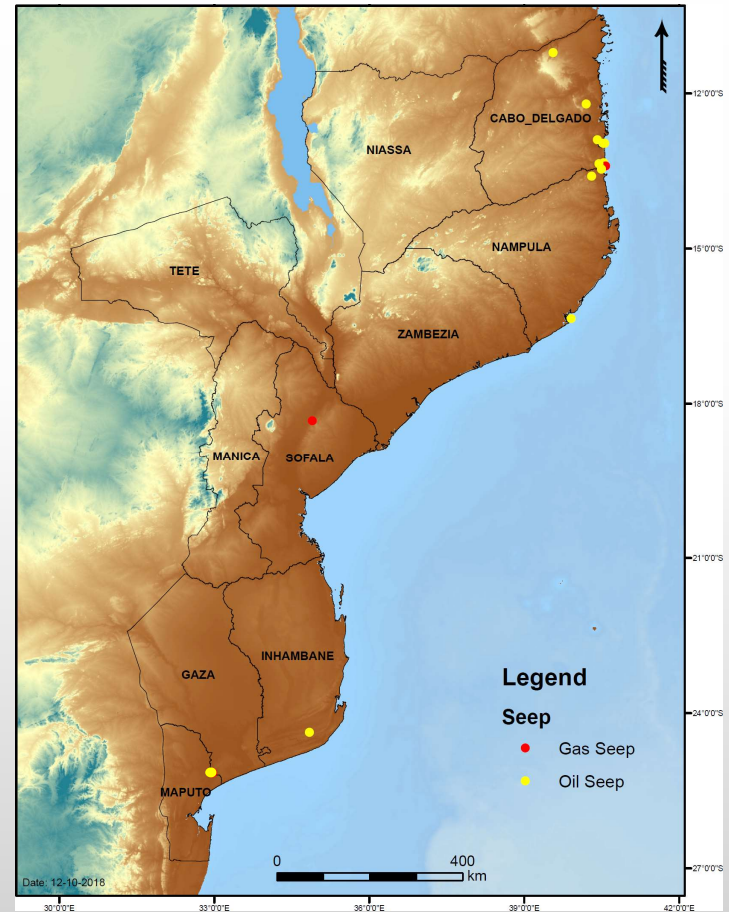 12°0'0"S
CABO_DELGADO
NIASSA
NAMPULA
15°0'0"S
TETE
ZAMBEZIA
18°0'0"S
MANICA
SOFALA
21°0'0"S
INHAMBANE
GAZA
Legend
Seep
24°0'0"S
Gas Seep
Oil Seep
MAPUTO
0 400
km
27°0'0"S
Date: 12-10-2018
30°0'0"E 33°0'0"E 36°0'0"E 39°0'0"E 42°0'0"E